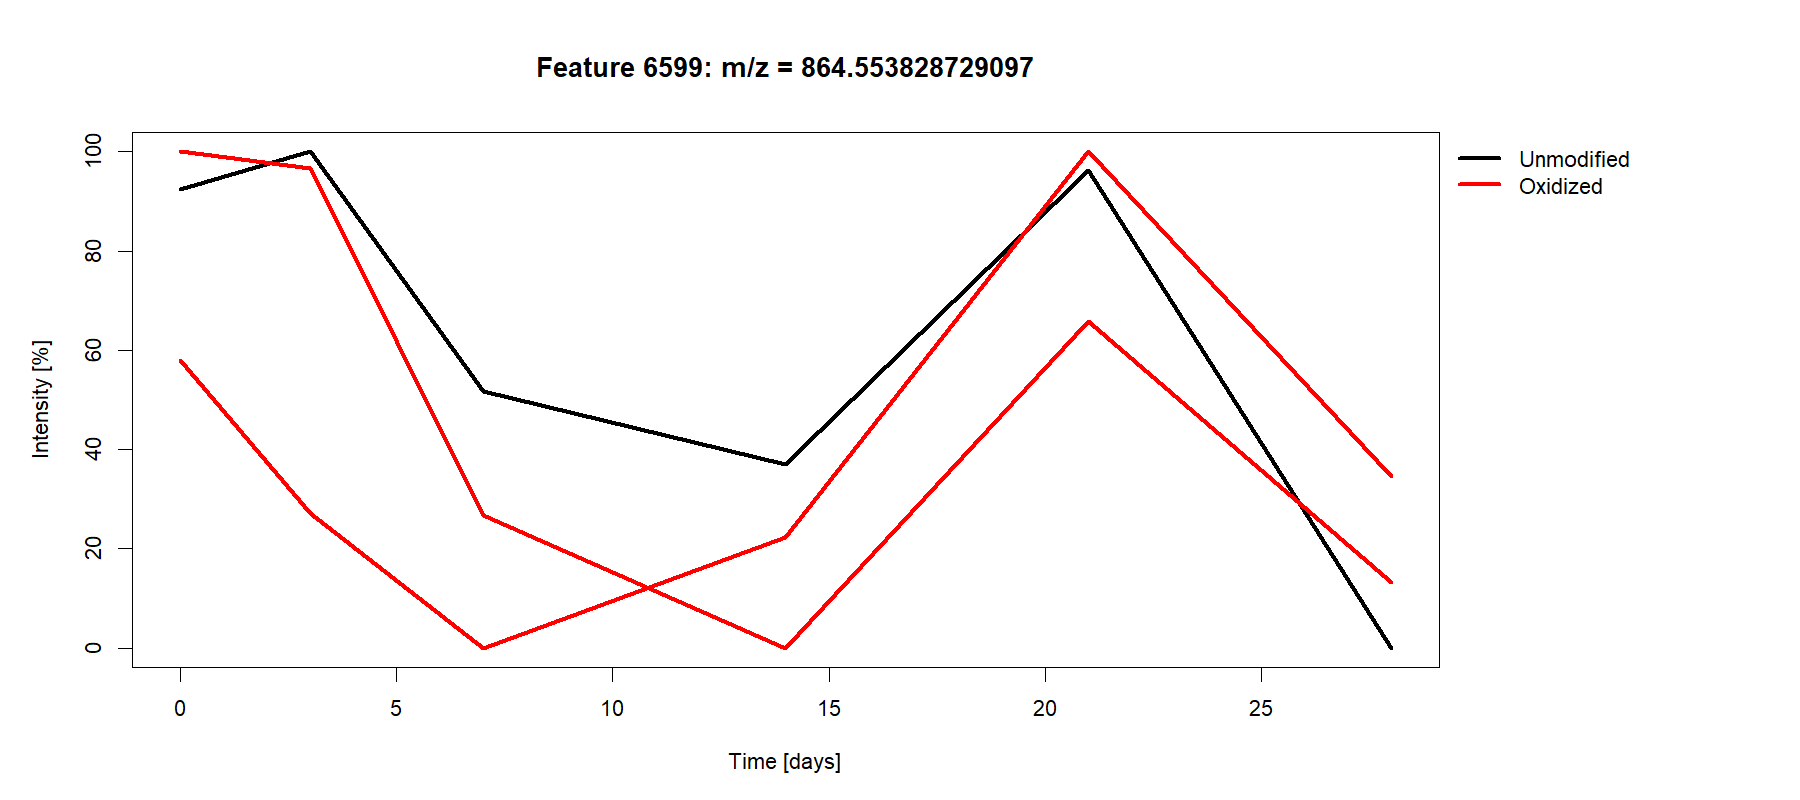 Feature 6599: m/z = 864.553828729097
Unmodified
Oxidized
Intensity [%]
100
80
60
40
20
0
0 5 10 15 20 25
Time [days]